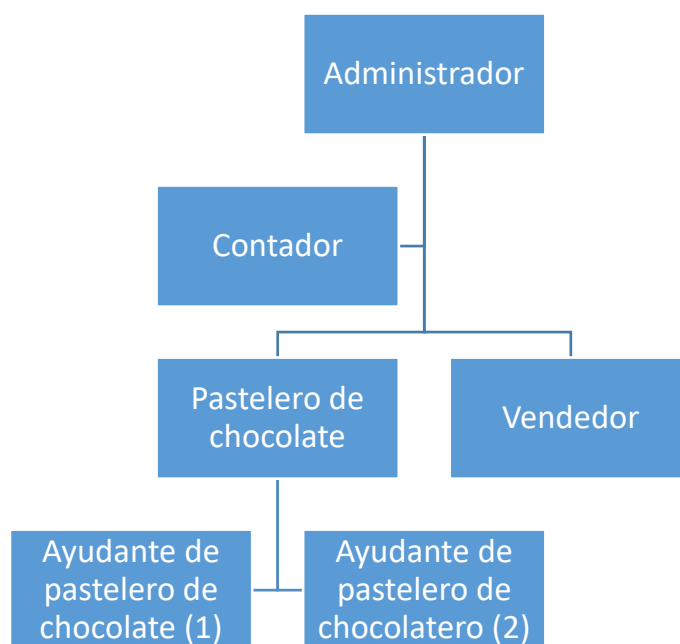 Administrador
Contador
Pastelero de
chocolate
Vendedor
Ayudante de
pastelero de
chocolate (1)
Ayudante de
pastelero de
chocolatero (2)